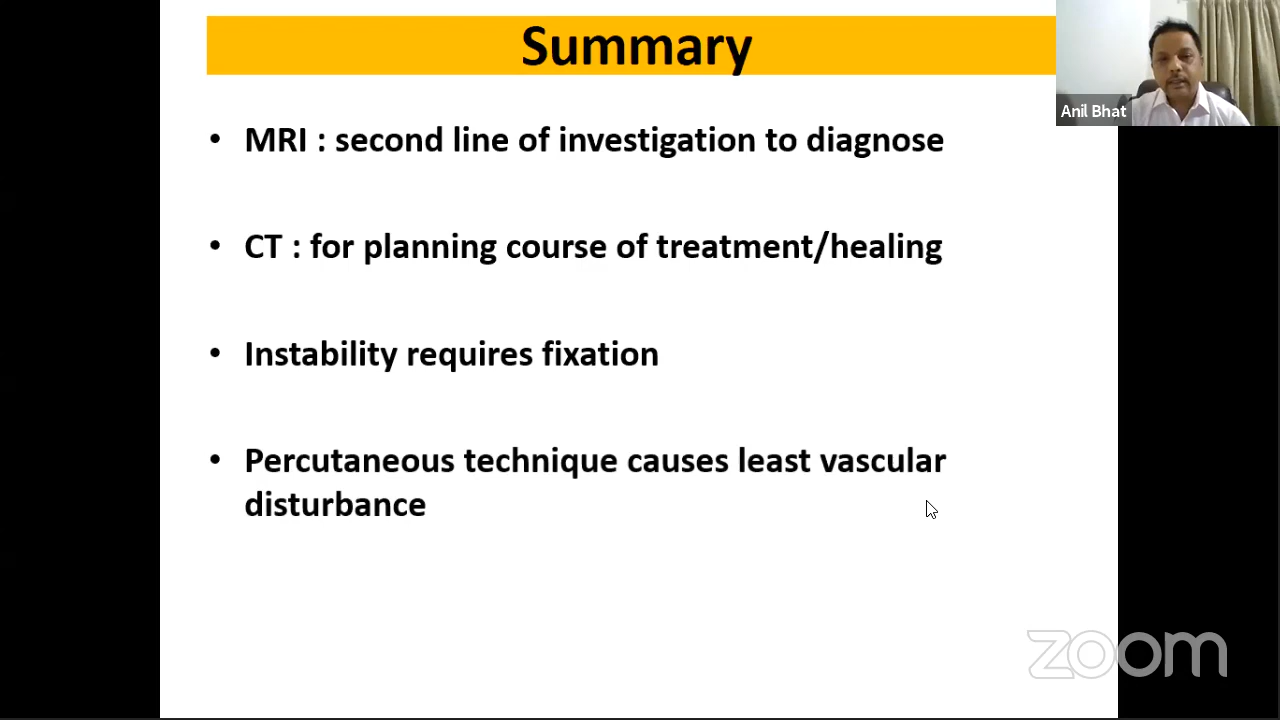 Summary
Anil Bhat
• MRI : second line of investigation to diagnose
• CT : for planning course of treatment/healing
• Instability requires fixation
• Percutaneous technique causes least vascular
disturbance
zoom